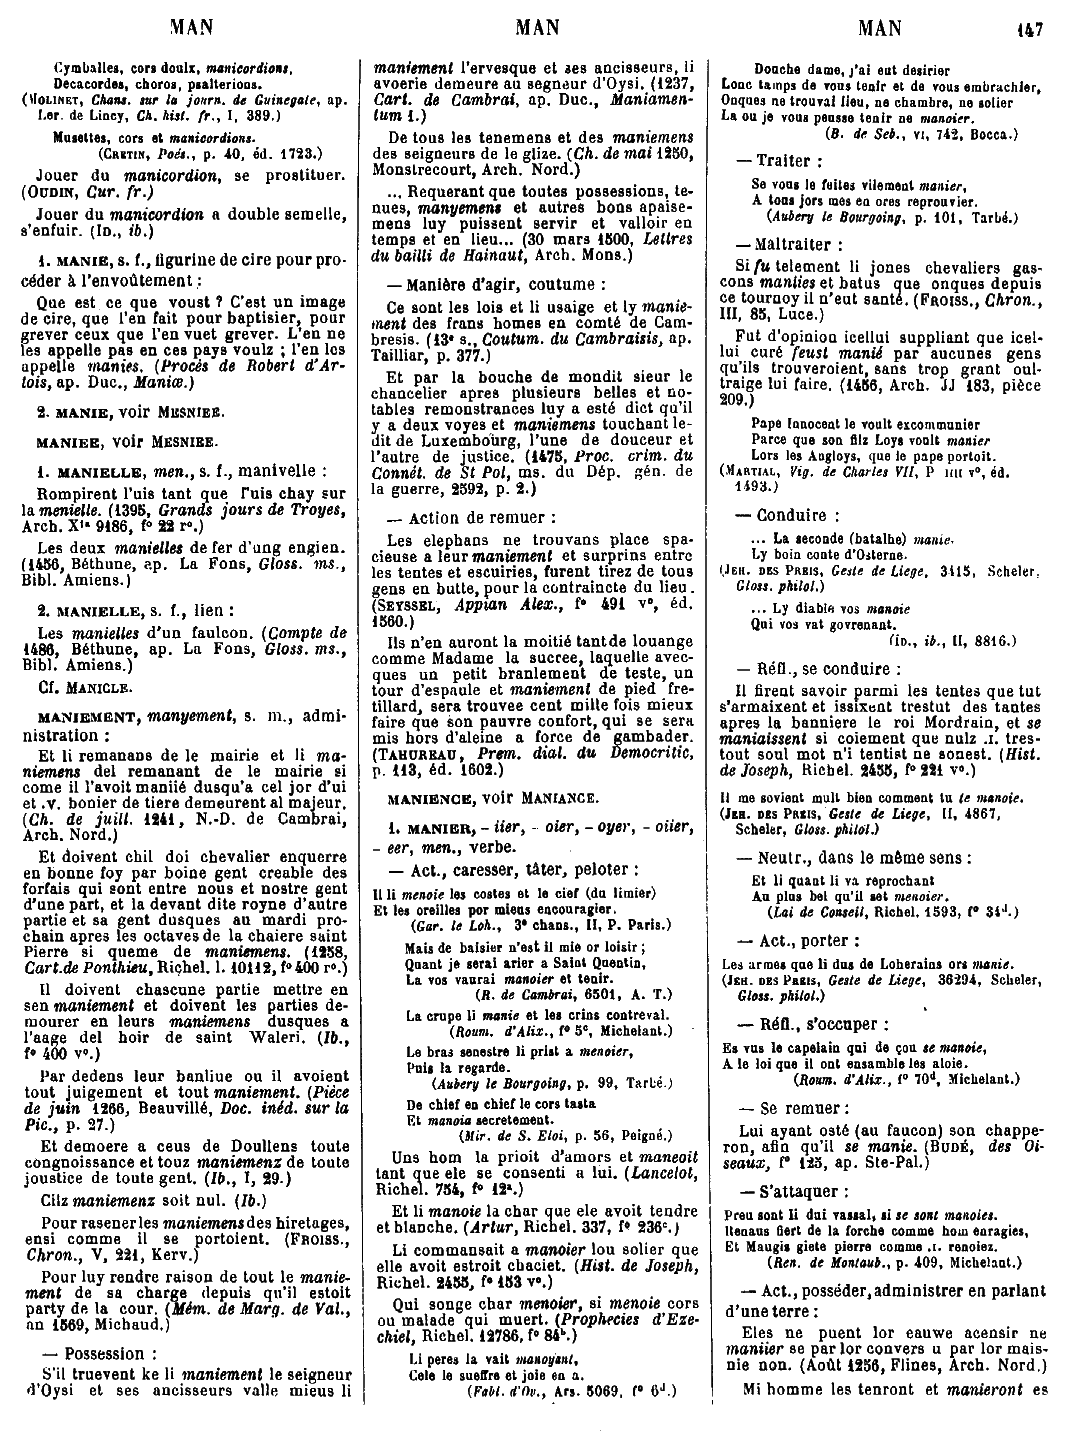 MAN
MAN
MAN
147
Cymballes, cors doulx, manicordions,
Decacordes, choros, psalterions.
(MOLINET, Chans. sur la journ. de Guinegate, ap.
Ler. de Lincy, Ch. hist. fr., I, 389.)
Musettes, cors et manicordions.
(CRETIN, Poés., p. 40, éd. 1723.)
Jouer du manicordion, se prostituer.
(OUDIN, Cur. fr.)
Jouer du manicordion a double semelle,
s'enfuir. (ID., ib.)
1. MANIE, s. f., figurine de cire pour pro-
céder à l'envoûtement :
Que est ce que voust ? C'est un image
de cire, que l'en fait pour baptisier, pour
grever ceux que l'en vuet grever. L'en ne
les appelle pas en ces pays voulz ; l'en los
appelle manies. (Procès de Robert d'Ar-
tois, ap. Duc., Maniæ.)
2. MANIE, voir MESNIEE.
MANIEE, voir MESNIEE.
1. MANIELLE, men., s. f., manivelle :
Rompirent l'uis tant que l'uis chay sur
la menielle. (1395, Grands jours de Troyes,
Arch. X1a 9186, f° 22 r°.)
Les deux manielles de fer d'ung engien.
(1456, Béthune, ap. La Fons, Gloss. ms.,
Bibl. Amiens.)
2. MANIELLE, s. f., lien :
Les manielles d'un faulcon. (Compte de
1486, Béthune, ap. La Fons, Gloss. ms.,
Bibl. Amiens.)
Cf. MANICLE.
MANIEMENT, manyement, s. m., admi-
nistration :
Et li remanans de le mairie et li ma-
niemens del remanant de le mairie si
come il l'avoit maniié dusqu'a cel jor d'ui
et .V. bonier de tiere demeurent al majeur.
(Ch. de juill. 1241, N.-D. de Cambrai,
Arch. Nord.)
Et doivent chil doi chevalier enquerre
en bonne foy par boine gent creable des
forfais qui sont entre nous et nostre gent
d'une part, et la devant dite royne d'autre
partie et sa gent dusques au mardi pro-
chain apres les octaves de la chaiere saint
Pierre si queme de maniemens. (1258,
Cart. de Ponthieu, Richel. l. 10112, f° 400 r°.)
Il doivent chascune partie mettre en
sen maniement et doivent les parties de-
mourer en leurs maniemens dusques a
l'aage del hoir de saint Waleri. (Ib.,
f° 400 v°.)
Par dedens leur banliue ou il avoient
tout jugement et tout maniement. (Pièce
de juin 1266, Beauvillé, Doc. inéd. sur la
Pic., p. 27.)
Et demoere a ceus de Doullens toute
congnoissance et touz maniemenz de toute
joustice de toute gent. (Ib., I, 29.)
Cilz maniemenz soit nul. (Ib.)
Pour rasener les maniemens des hiretages,
ensi comme il se portoient. (FROISS.,
Chron., V, 221, Kerv.)
Pour luy rendre raison de tout le manie-
ment de sa charge depuis qu'il estoit
party de la cour. (Mém. de Marg. de Val.,
an 1569, Michaud.)
— Possession :
S'il truevent ke li maniement le seigneur
d'Oysi et ses ancisseurs valle mieus li
maniement l'ervesque et ses ancisseurs, li
avoerie demeure au segneur d'Oysi. (1237,
Cart. de Cambrai, ap. Duc., Maniamen-
tum 1.)
De tous les tenemens et des maniemens
des seigneurs de le glize. (Ch. de mai 1250,
Monstrecourt, Arch. Nord.)
... Requerant que toutes possessions, te-
nues, manyemens et autres bons apaise-
mens luy puissent servir et valloir en
temps et en lieu... (30 mars 1500, Lettres
du bailli de Hainaut, Arch. Mons.)
— Manière d'agir, coutume :
Ce sont les lois et li usaige et ly manie-
ment des frans homes en comté de Cam-
bresis. (13e s., Coutum. du Cambraisis, ap.
Tailliar, p. 377.)
Et par la bouche de mondit sieur le
chancelier apres plusieurs belles et no-
tables remonstrances luy a esté dict qu'il
y a deux voyes et maniemens touchant le-
dit de Luxembourg, l'une de douceur et
l'autre de justice. (1475, Proc. crim. du
Connét. de St Pol, ms. du Dép. gén. de
la guerre, 2592, p. 2.)
— Action de remuer :
Les elephans ne trouvans place spa-
cieuse a leur maniement et surprins entre
les tentes et escuiries, furent tirez de tous
gens en butte, pour la contraincte du lieu.
(SEYSSEL, Appian Alex., f° 491 v°, éd.
1560.)
Ils n'en auront la moitié tant de louange
comme Madame la sucree, laquelle avec-
ques un petit branlement de teste, un
tour d'espaule et maniement de pied fre-
tillard, sera trouvee cent mille fois mieux
faire que son pauvre confort, qui se sera
mis hors d'aleine a force de gambader.
(TAHUREAU, Prem. dial. du Democritic,
p. 113, éd. 1602.)
MANIENCE, voir MANIANCE.
1. MANIER, - iier, - oier, - oyer, - oiier,
- eer, men., verbe.
— Act., caresser, tâter, peloter :
Il li menoie les costes et le cief (du limier)
Et les oreilles por mieus encouragier.
(Gar. le Loh., 3e chans., II, P. Paris.)
Mais de baisier n'est il mie or loisir ;
Quant je serai arier a Saint Quentin,
La vos vaurai manoier et tenir.
(R. de Cambrai, 6501, A. T.)
La crupe li manie et les crins contreval.
(Roum. d'Alix., f° 5c, Michelant.)
Le bras senestre li prist a menoier,
Puis la regarde.
(Aubery le Bourgoing, p. 99, Tarbé.)
De chief en chief le cors tasta
Et manoia secretement.
(Mir. de S. Eloi, p. 56, Peigné.)
Uns hom la prioit d'amors et maneoit
tant que ele se consenti a lui. (Lancelot,
Richel. 754, f° 12a.)
Et li manoie la char que ele avoit tendre
et blanche. (Artur, Richel. 337, f° 236c.)
Li commansait a manoier lou solier que
elle avoit estroit chaciet. (Hist. de Joseph,
Richel. 2455, f° 153 v°.)
Qui songe char menoier, si menoie cors
ou malade qui muert. (Prophecies d'Eze-
chiel, Richel. 12786, f° 84b.)
Li peres la vait manoyant,
Cele le sueffre et joie en a.
(Fabl. d'Ov., Ars. 5069, f° 6d.)
Douche dame, j'ai eut desirier
Lonc tamps de vous tenir et de vous embrachier,
Onques ne trouvai lieu, ne chambre, ne solier
La ou je vous peusse tenir ne manoier.
(B. de Seb., VI, 742, Bocca.)
— Traiter :
Se vous le fuites vilement manier,
A tous jors mes en ores reprouvier.
(Aubery le Bourgoing, p. 101, Tarbé.)
— Maltraiter :
Si fu telement li jones chevaliers gas-
cons maniies et batus que onques depuis
ce tournoy il n'eut santé. (FROISS., Chron.,
III, 85, Luce.)
Fut d'opinion icellui suppliant que icel-
lui curé feust manié par aucunes gens
qu'ils trouveroient, sans trop grant oul-
traige lui faire. (1456, Arch. JJ 183, pièce
209.)
Pape Innocent le voult excommunier
Parce que son filz Loys voult manier
Lors les Angloys, que le pape portoit.
(MARTIAL, Vig. de Charles VII, P IIII v°, éd.
1493.)
— Conduire :
... La seconde (batalhe) manie.
Ly boin conte d'Osterne.
(JEH. DES PREIS, Geste de Liege, 3115, Scheler,
Gloss. philol.)
... Ly diable vos manoie
Qui vos vat govrenant.
(ID., ib., II, 8816.)
— Réfl., se conduire :
Il firent savoir parmi les tentes que tut
s'armaixent et issixent trestut des tantes
apres la banniere le roi Mordrain, et se
maniaissent si coiement que nulz .I. tres-
tout soul mot n'i tentist ne sonest. (Hist.
de Joseph, Richel. 2455, f° 221 v°.)
Il me sovient mult bien comment tu te manoie.
(JEH. DES PREIS, Geste de Liege, II, 4867,
Scheler, Gloss. philol.)
— Neutr., dans le même sens :
Et li quant li va reprochant
Au plus bel qu'il set menoier.
(Lai de Conseil, Richel. 1593, f° 31d.)
— Act., porter :
Les armes que li dus de Loherains ors manie.
(JEH. DES PREIS, Geste de Liege, 36294, Scheler,
Gloss. philol.)
— Réfl., s'occuper :
Es vus le capelain qui de çou se manoie,
A le loi que il ont ensamble les aloie.
(Roum. d'Alix., f° 70d, Michelant.)
— Se remuer :
Lui ayant osté (au faucon) son chappe-
ron, afin qu'il se manie. (BUDÉ, des Oi-
seaux, f° 125, ap. Ste-Pal.)
— S'attaquer :
Preu sont li dui vassal, si se sont manoies.
Renaus fiert de la forche comme hom enragies,
Et Maugis giete pierre comme .I. renoiez.
(Ren. de Montaub., p. 409, Michelant.)
— Act., posséder, administrer en parlant
d'une terre :
Eles ne puent lor eauwe acensir ne
maniier se par lor convers u par lor mais-
nie non. (Août 1256, Flines, Arch. Nord.)
Mi homme les tenront et manieront es